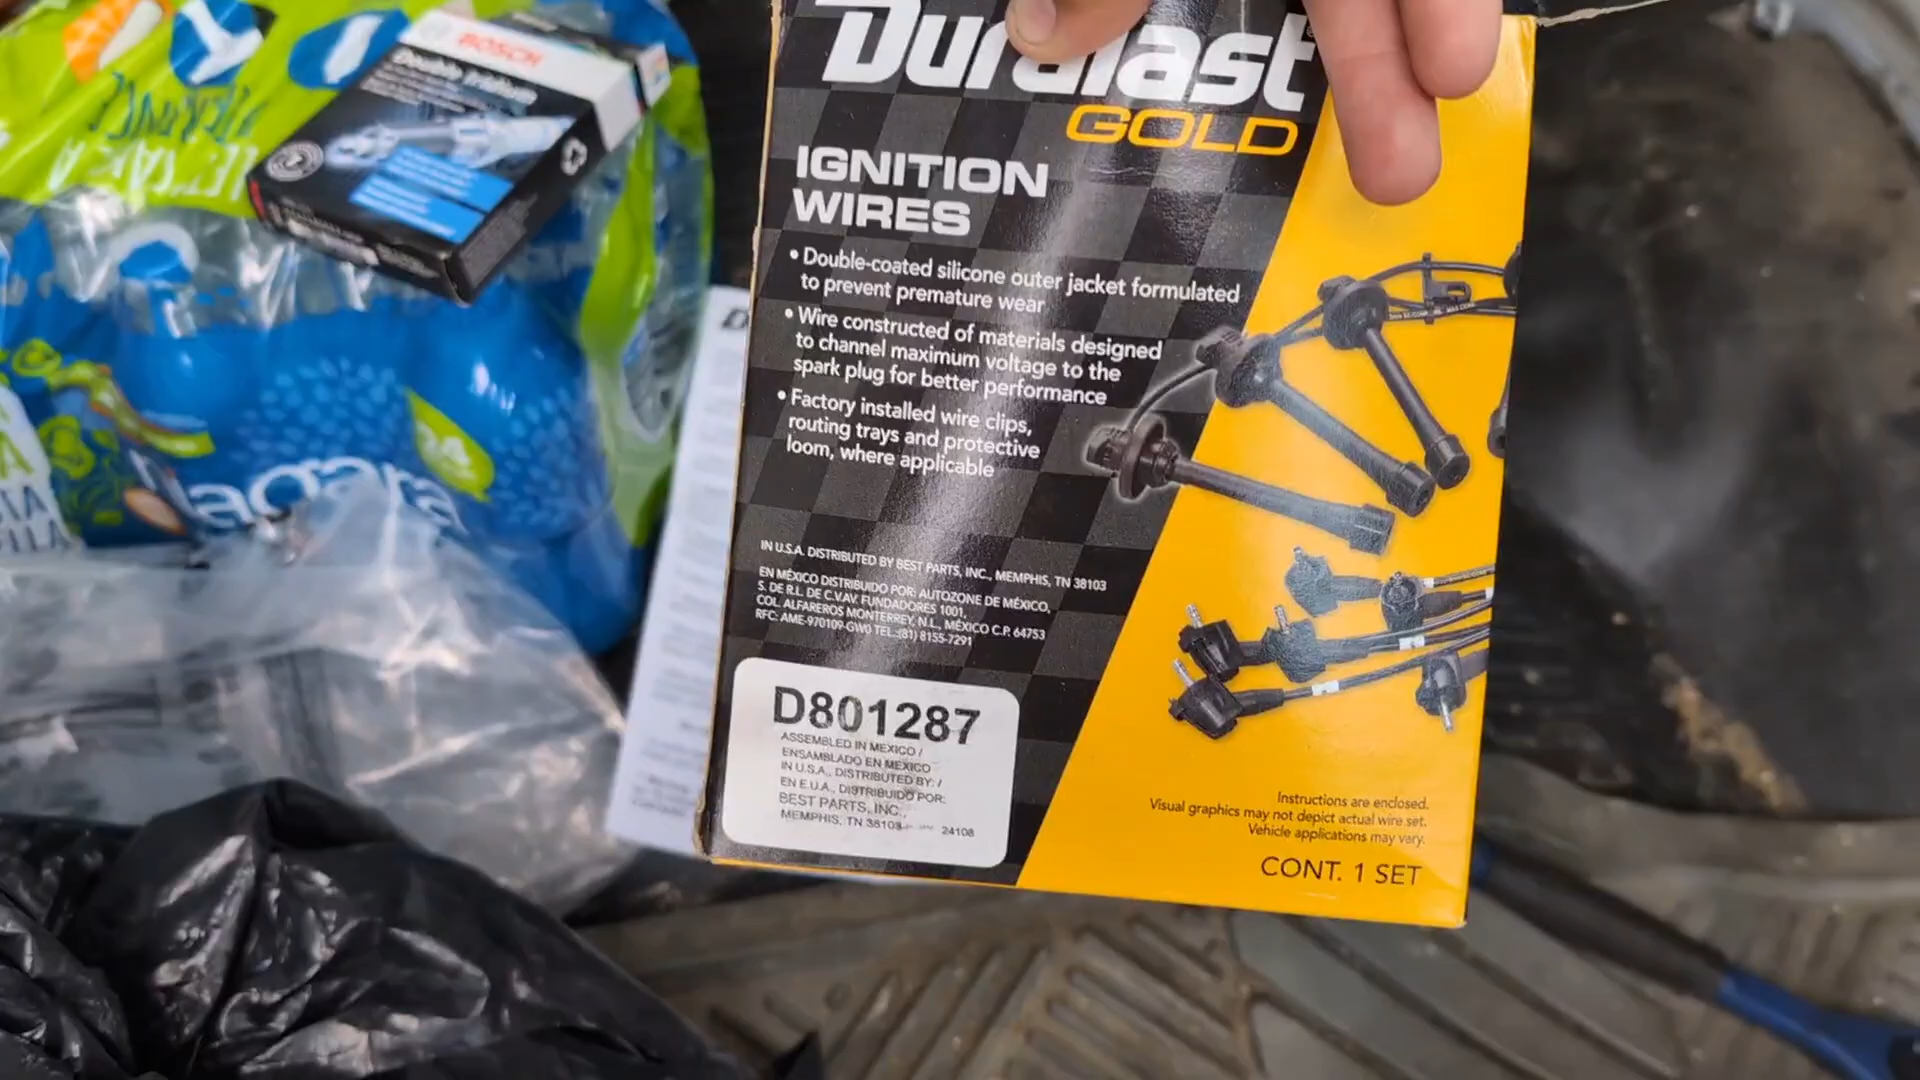 Duralast
GOLD
IGNITION
WIRES
• Double-coated silicone outer jacket formulated
to prevent premature wear
• Wire constructed of materials designed
to channel maximum voltage to the
spark plug for better performance
• Factory installed wire clips,
routing trays and protective
loom, where applicable
IN U.S.A. DISTRIBUTED BY BEST PARTS, INC., MEMPHIS, TN 38103
EN MÉXICO DISTRIBUIDO POR: AUTOZONE DE MÉXICO,
S. DE R.L. DE C.V. AV. FUNDADORES 1001,
COL. ALFAREROS MONTERREY, N.L., MÉXICO C.P. 64753
RFC: AME-970109-GW0 TEL.:(81) 8155-7291
D801287
ASSEMBLED IN MEXICO /
ENSAMBLADO EN MEXICO
IN U.S.A., DISTRIBUTED BY: /
EN E.U.A., DISTRIBUIDO POR:
BEST PARTS, INC.,
MEMPHIS, TN 38103
24108
Instructions are enclosed.
Visual graphics may not depict actual wire set.
Vehicle applications may vary.
CONT. 1 SET
BOSCH
Double Iridium
agara